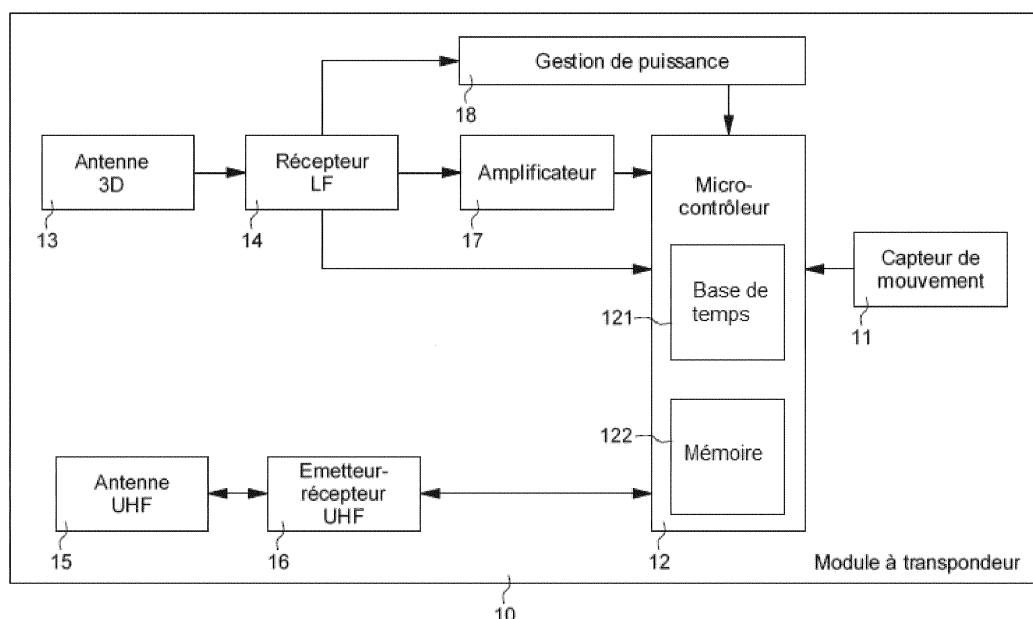 Gestion de puissance
18
Antenne
3D
13
Récepteur
LF
14
Amplificateur
17
Micro-
contrôleur
Base de
temps
121
Capteur de
mouvement
11
122
Mémoire
Antenne
UHF
15
Emetteur-
récepteur
UHF
16
12
Module à transpondeur
10